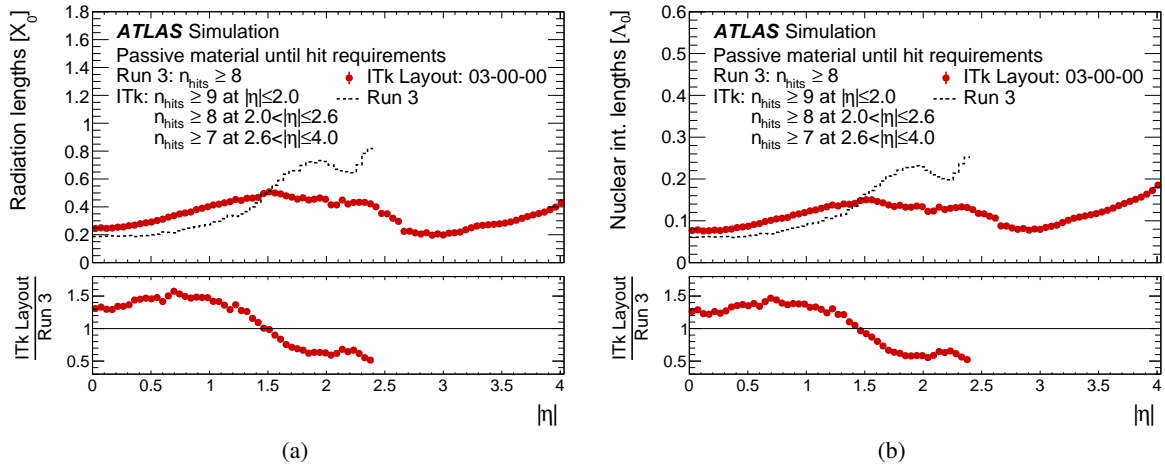 Radiation lengths [X₀]
1.8
1.6
1.4
1.2
1
0.8
0.6
0.4
0.2
0
ATLAS Simulation
Passive material until hit requirements
Run 3: n_hits ≥ 8
ITk: n_hits ≥ 9 at |η|≤2.0
n_hits ≥ 8 at 2.0<|η|≤2.6
n_hits ≥ 7 at 2.6<|η|≤4.0
ITk Layout: 03-00-00
Run 3
ITk Layout
Run 3
1.5
1
0.5
0 0.5 1 1.5 2 2.5 3 3.5 4
|η|
(a)
Nuclear int. lengths [Λ₀]
0.6
0.5
0.4
0.3
0.2
0.1
0
ATLAS Simulation
Passive material until hit requirements
Run 3: n_hits ≥ 8
ITk: n_hits ≥ 9 at |η|≤2.0
n_hits ≥ 8 at 2.0<|η|≤2.6
n_hits ≥ 7 at 2.6<|η|≤4.0
ITk Layout: 03-00-00
Run 3
ITk Layout
Run 3
1.5
1
0.5
0 0.5 1 1.5 2 2.5 3 3.5 4
|η|
(b)